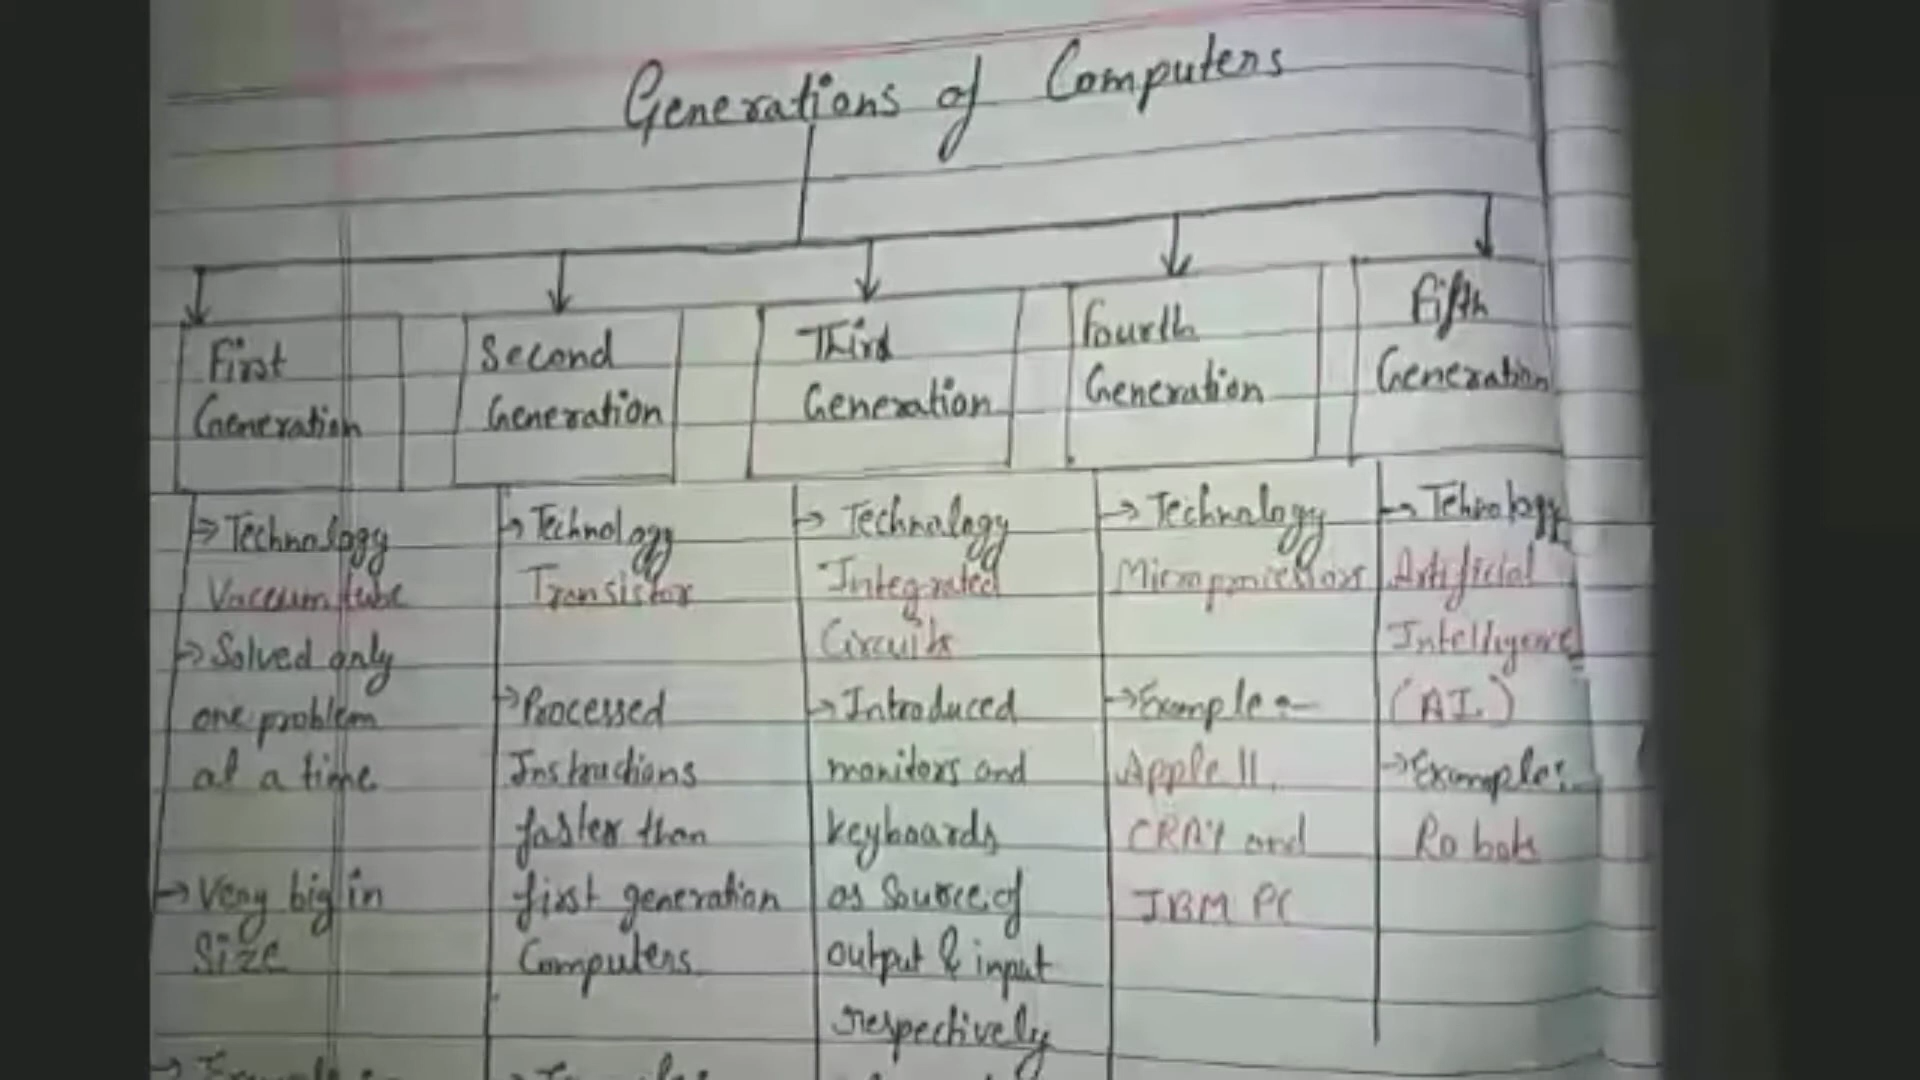 Generations of Computers
First
Generation
Second
Generation
Third
Generation
Fourth
Generation
Fifth
Generation
→ Technology
Vaccum tube
→ Solved only
one problem
at a time
→ Very big in
Size
→ Technology
Transistor
→ Processed
Instructions
faster than
first generation
Computers
→ Technology
Integrated
Circuits
→ Introduced
monitors and
keyboards
as source of
output & input
respectively
→ Technology
Microprocessors
→ Example :-
Apple II,
CRAY and
IBM PC
→ Tehnology
Artificial
Intelligence
(AI.)
→ Example:-
Robots